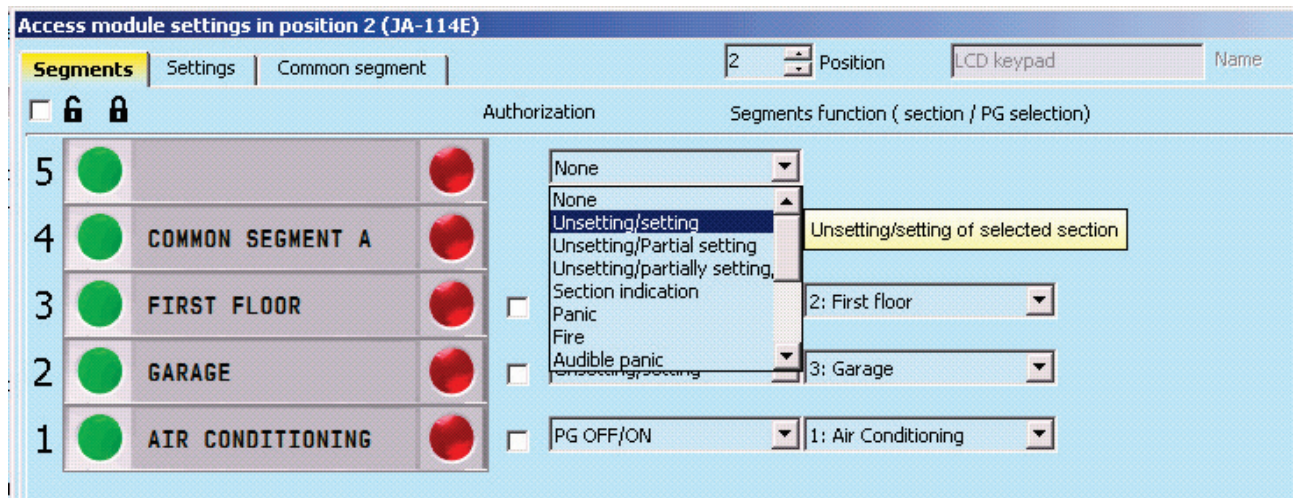 Access module settings in position 2 (JA-114E)
Segments Settings Common segment 2 Position LCD keypad Name
Authorization Segments function ( section / PG selection)
5 None
None
4 COMMON SEGMENT A Unsetting/setting Unsetting/setting of selected section
Unsetting/Partial setting
Unsetting/partially setting,
3 FIRST FLOOR Section indication 2: First floor
Panic
Fire
Audible panic
2 GARAGE Unsetting/setting 3: Garage
1 AIR CONDITIONING PG OFF/ON 1: Air Conditioning